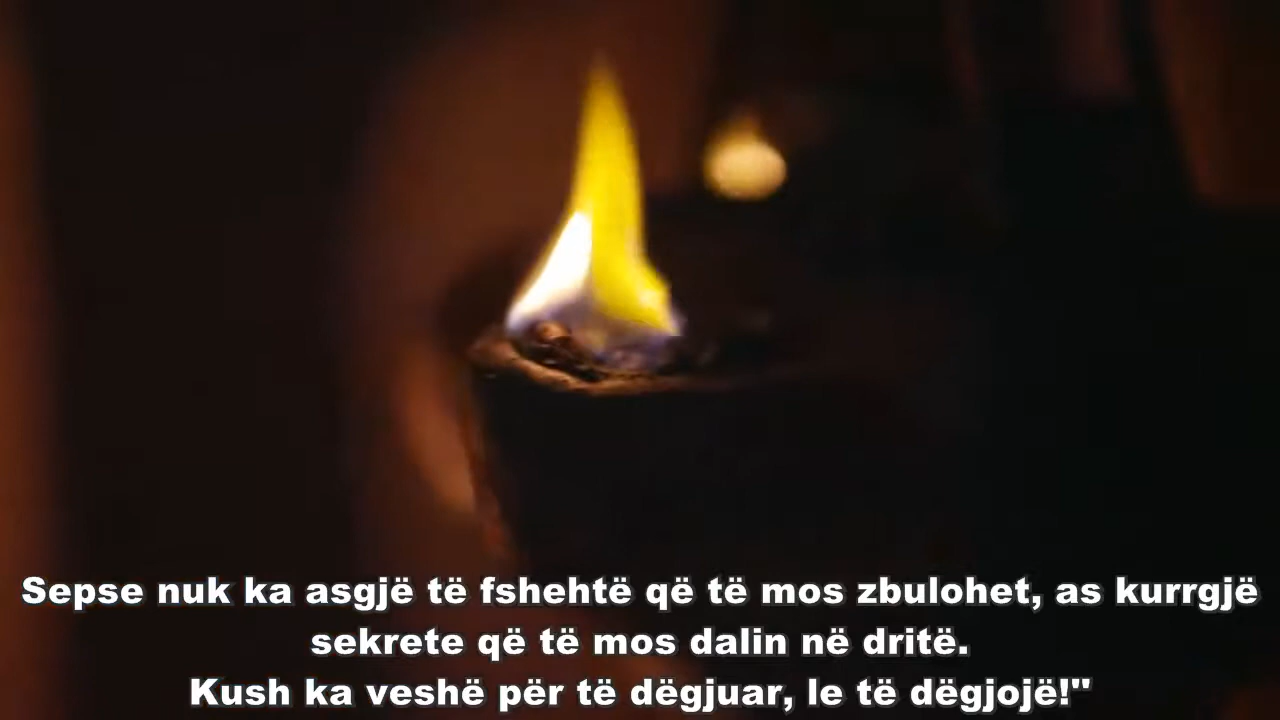 Sepse nuk ka asgjë të fshehtë që të mos zbulohet, as kurrgjë
sekrete që të mos dalin në dritë.
Kush ka veshë për të dëgjuar, le të dëgjojë!"